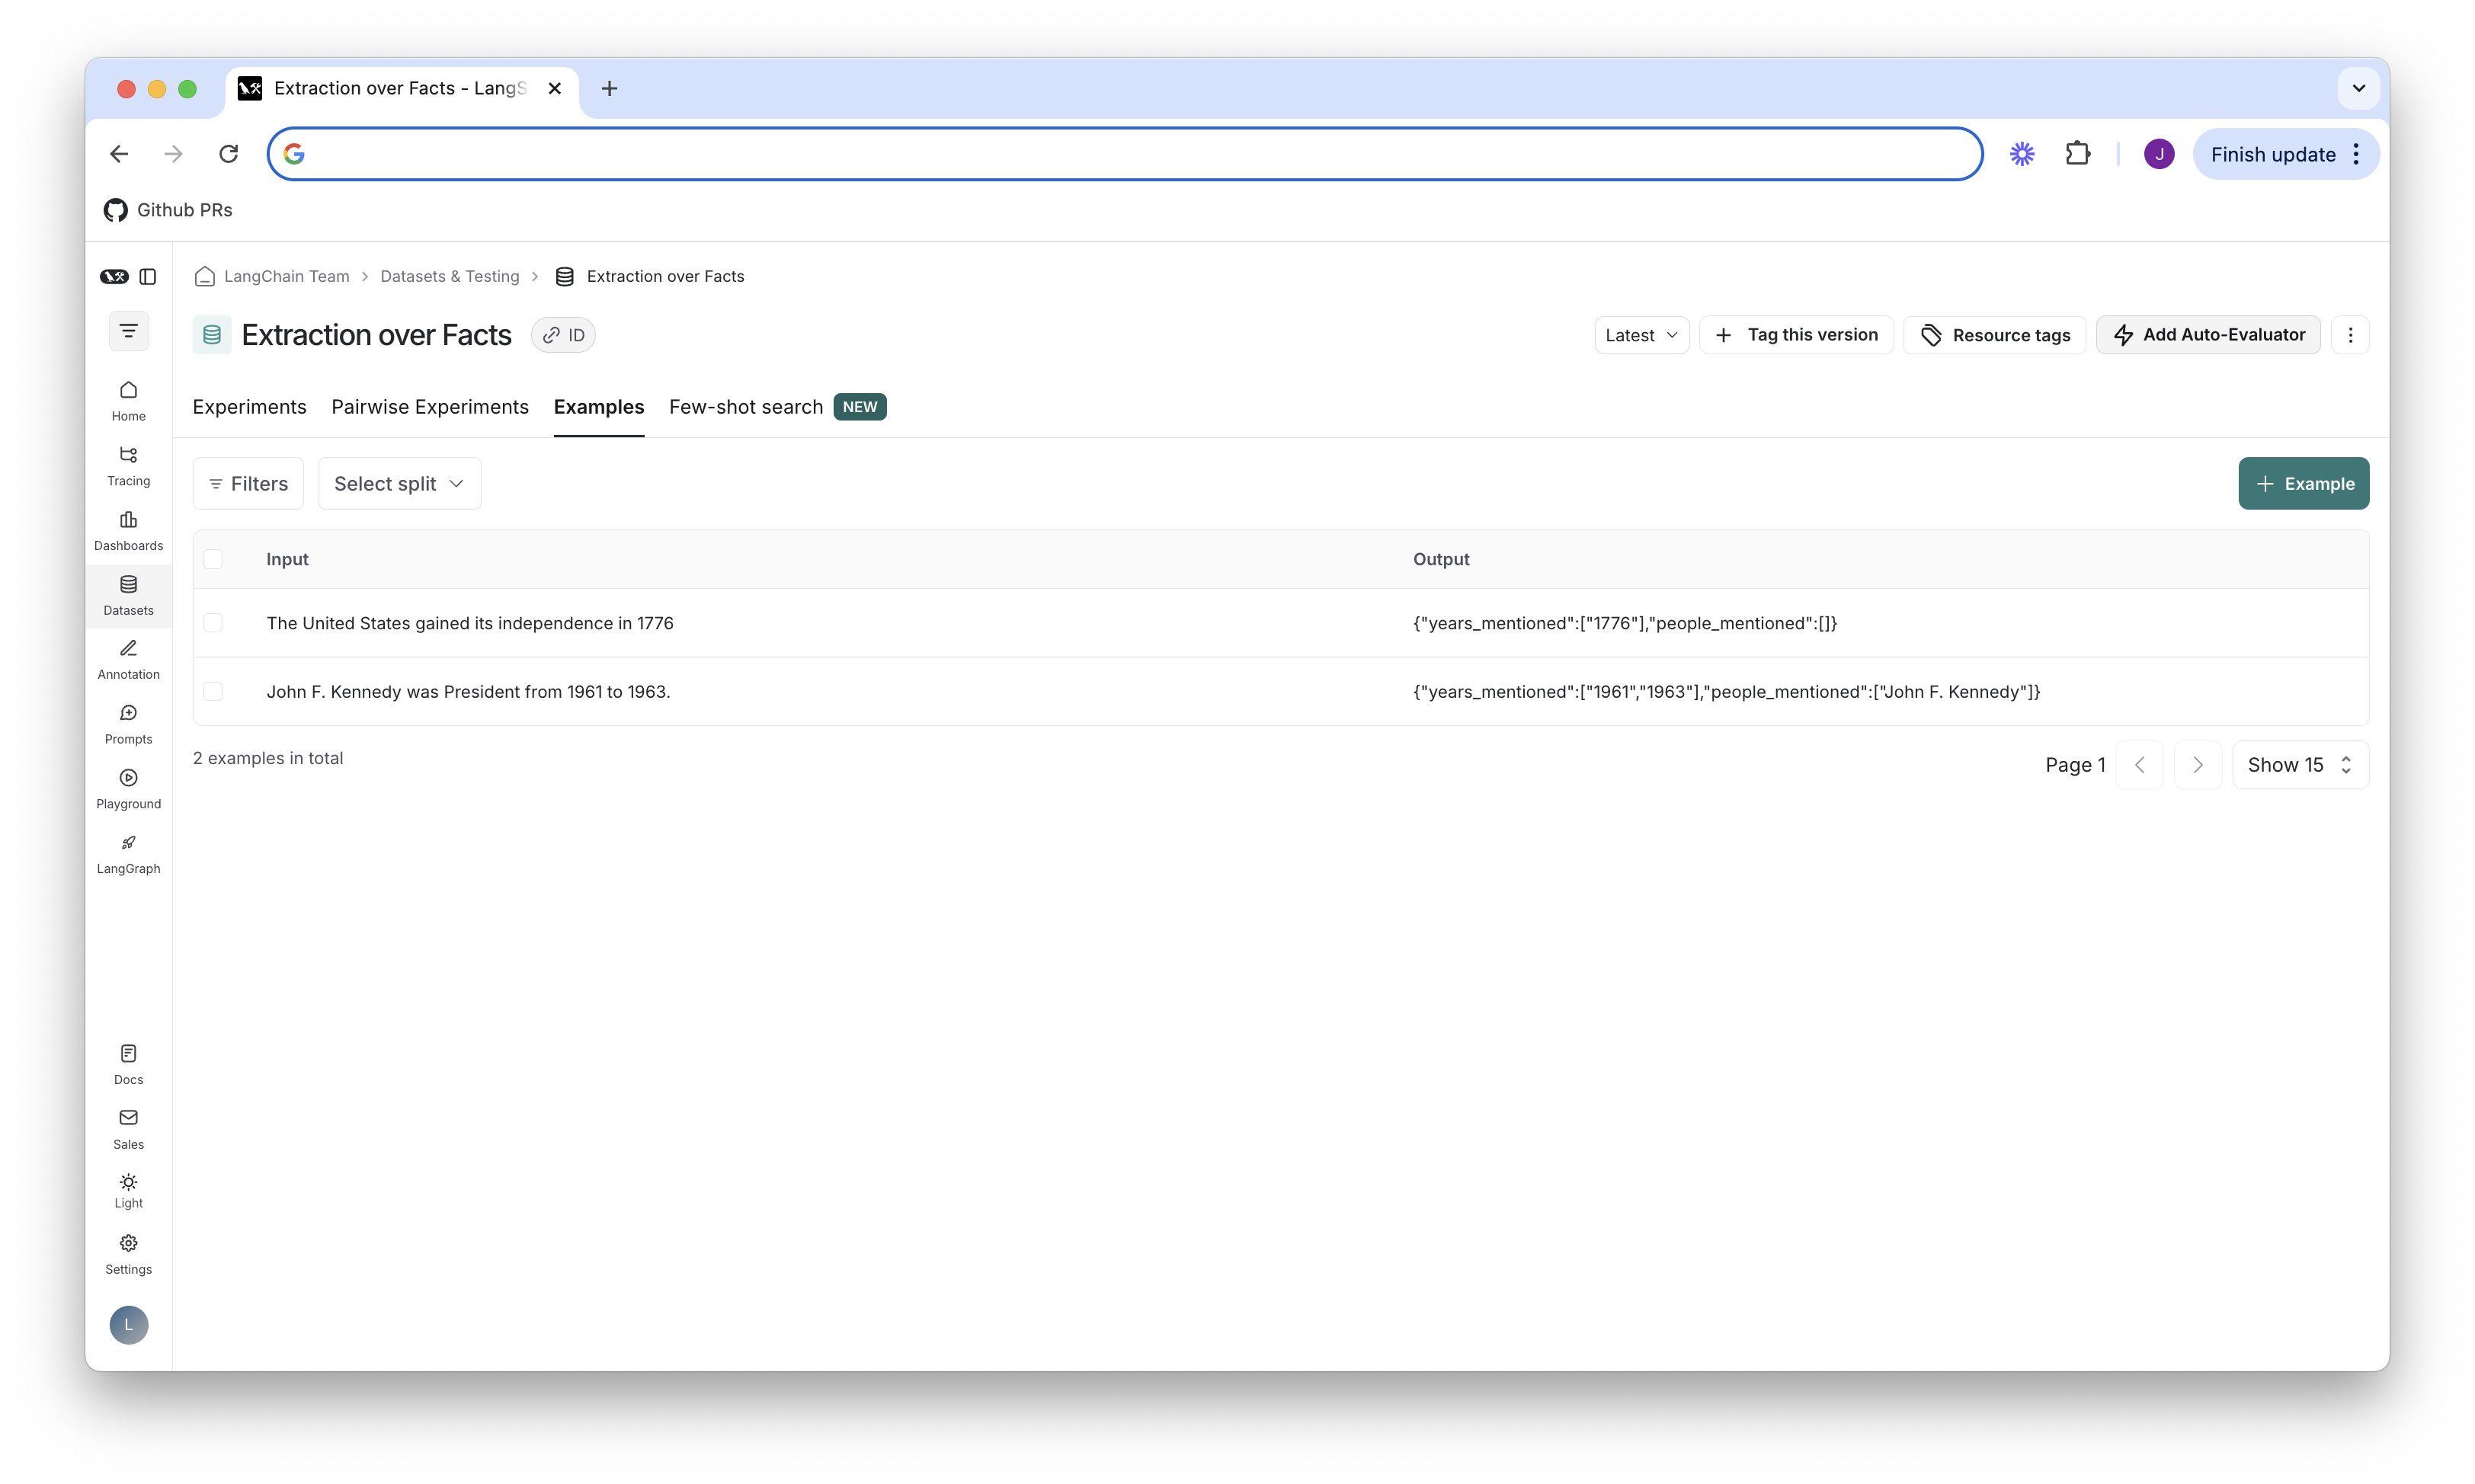 Extraction over Facts - LangS
Finish update
J
Github PRs
LangChain Team > Datasets & Testing > Extraction over Facts
Extraction over Facts ID
Latest + Tag this version Resource tags Add Auto-Evaluator
Experiments Pairwise Experiments Examples Few-shot search NEW
Filters Select split + Example
Input Output
The United States gained its independence in 1776 {"years_mentioned":["1776"],"people_mentioned":[]}
John F. Kennedy was President from 1961 to 1963. {"years_mentioned":["1961","1963"],"people_mentioned":["John F. Kennedy"]}
2 examples in total Page 1 Show 15
Home
Tracing
Dashboards
Datasets
Annotation
Prompts
Playground
LangGraph
Docs
Sales
Light
Settings
L